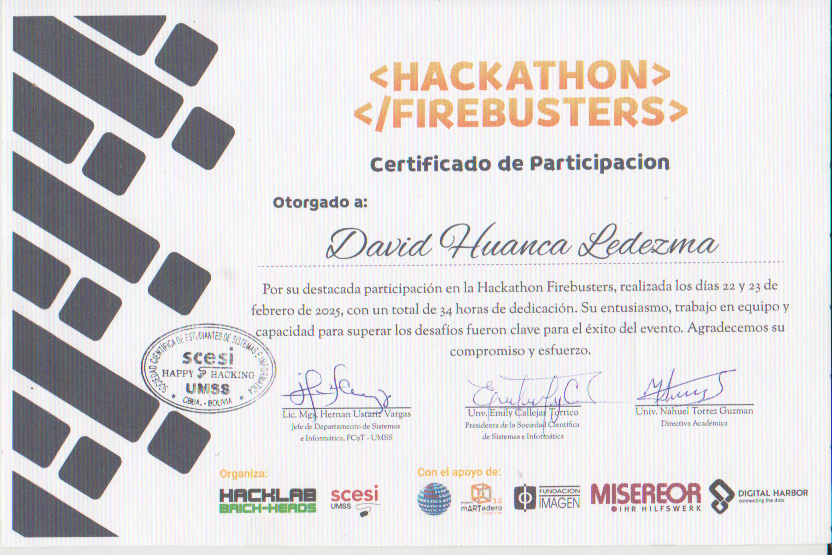 <HACKATHON>
</FIREBUSTERS>
Certificado de Participacion
Otorgado a:
David Huanca Ledezma
Por su destacada participación en la Hackathon Firebusters, realizada los días 22 y 23 de
febrero de 2025, con un total de 34 horas de dedicación. Su entusiasmo, trabajo en equipo y
capacidad para superar los desafíos fueron clave para el éxito del evento. Agradecemos su
compromiso y esfuerzo.
SOCIEDAD CIENTIFICA DE ESTUDIANTES DE SISTEMAS E INFORMATICA
scesi
HAPPY HACKING
UMSS
CBBA. - BOLIVIA
Lic. Mgr. Hernan Ustariz Vargas
Jefe de Departamento de Sistemas
e Informática, FCyT - UMSS
Unv. Emily Callejas Torrico
Presidenta de la Sociedad Científica
de Sistemas e Informática
Univ. Nahuel Torrez Guzman
Directiva Académica
Organiza:
HACKLAB
BRICH-HEADS
scesi
UMSS
Con el apoyo de:
mARTadero
3.0
FUNDACION
IMAGEN
MISEREOR
IHR HILFSWERK
DIGITAL HARBOR
connecting the dots